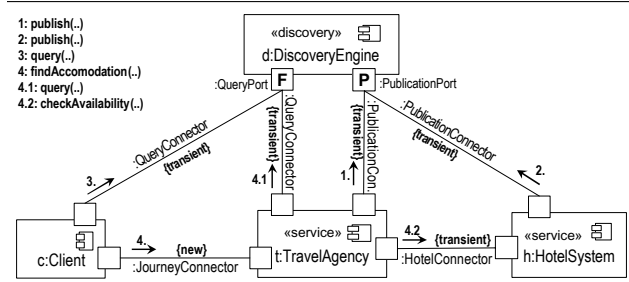 1: publish(..)
2: publish(..)
3: query(..)
4: findAccomodation(..)
4.1: query(..)
4.2: checkAvailability(..)
«discovery»
d:DiscoveryEngine
:QueryPort
F
P
:PublicationPort
:QueryConnector
{transient}
3.
:QueryConnector
{transient}
4.1
:PublicationCon.
{transient}
1.
:PublicationConnector
{transient}
2.
c:Client
4.
{new}
:JourneyConnector
«service»
t:TravelAgency
4.2
{transient}
:HotelConnector
«service»
h:HotelSystem